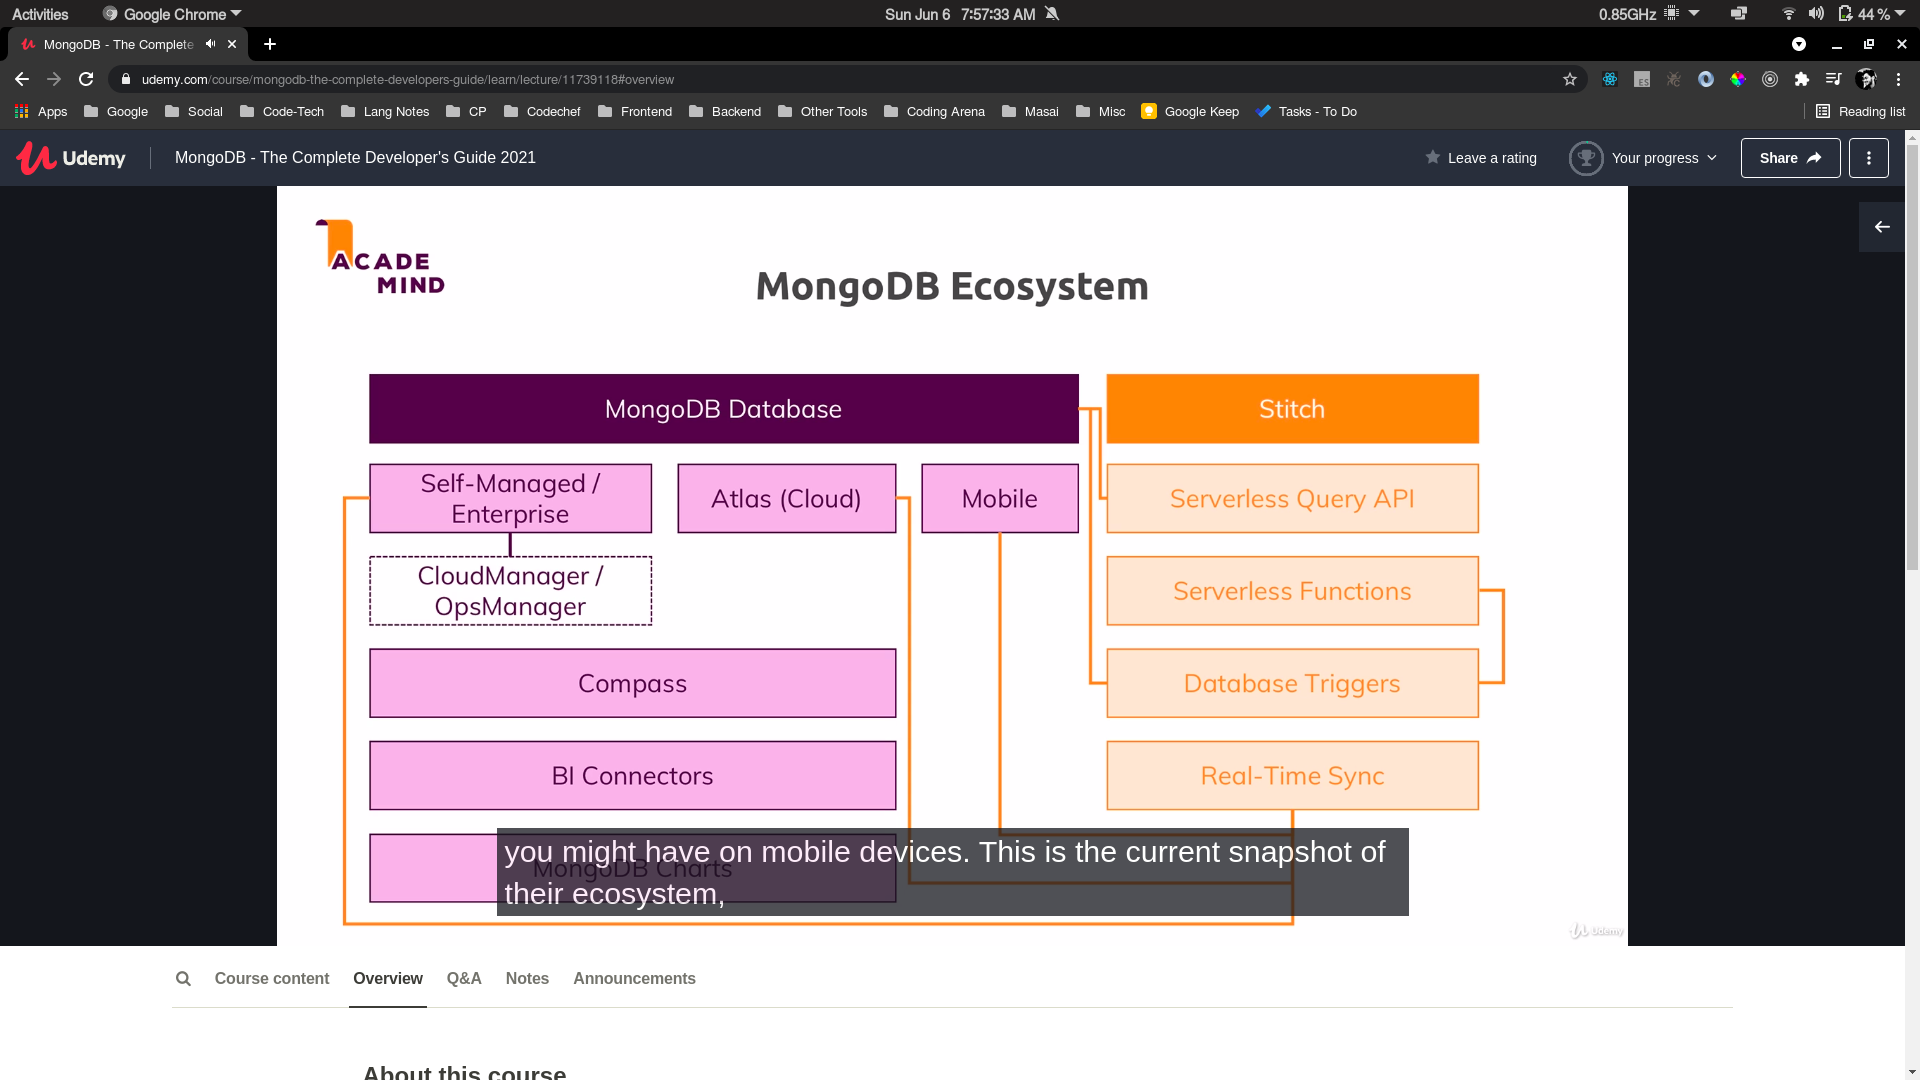 Activities
Google Chrome
Sun Jun 6 7:57:33 AM
0.85GHz
44 %
MongoDB - The Complete
udemy.com/course/mongodb-the-complete-developers-guide/learn/lecture/11739118#overview
ES
Apps
Google
Social
Code-Tech
Lang Notes
CP
Codechef
Frontend
Backend
Other Tools
Coding Arena
Masai
Misc
Google Keep
Tasks - To Do
Reading list
Udemy
MongoDB - The Complete Developer's Guide 2021
Leave a rating
Your progress
Share
ACADE
MIND
MongoDB Ecosystem
MongoDB Database
Stitch
Self-Managed /
Enterprise
Atlas (Cloud)
Mobile
Serverless Query API
CloudManager /
OpsManager
Serverless Functions
Compass
Database Triggers
BI Connectors
Real-Time Sync
MongoDB Charts
you might have on mobile devices. This is the current snapshot of
their ecosystem,
Udemy
Course content
Overview
Q&A
Notes
Announcements
About this course